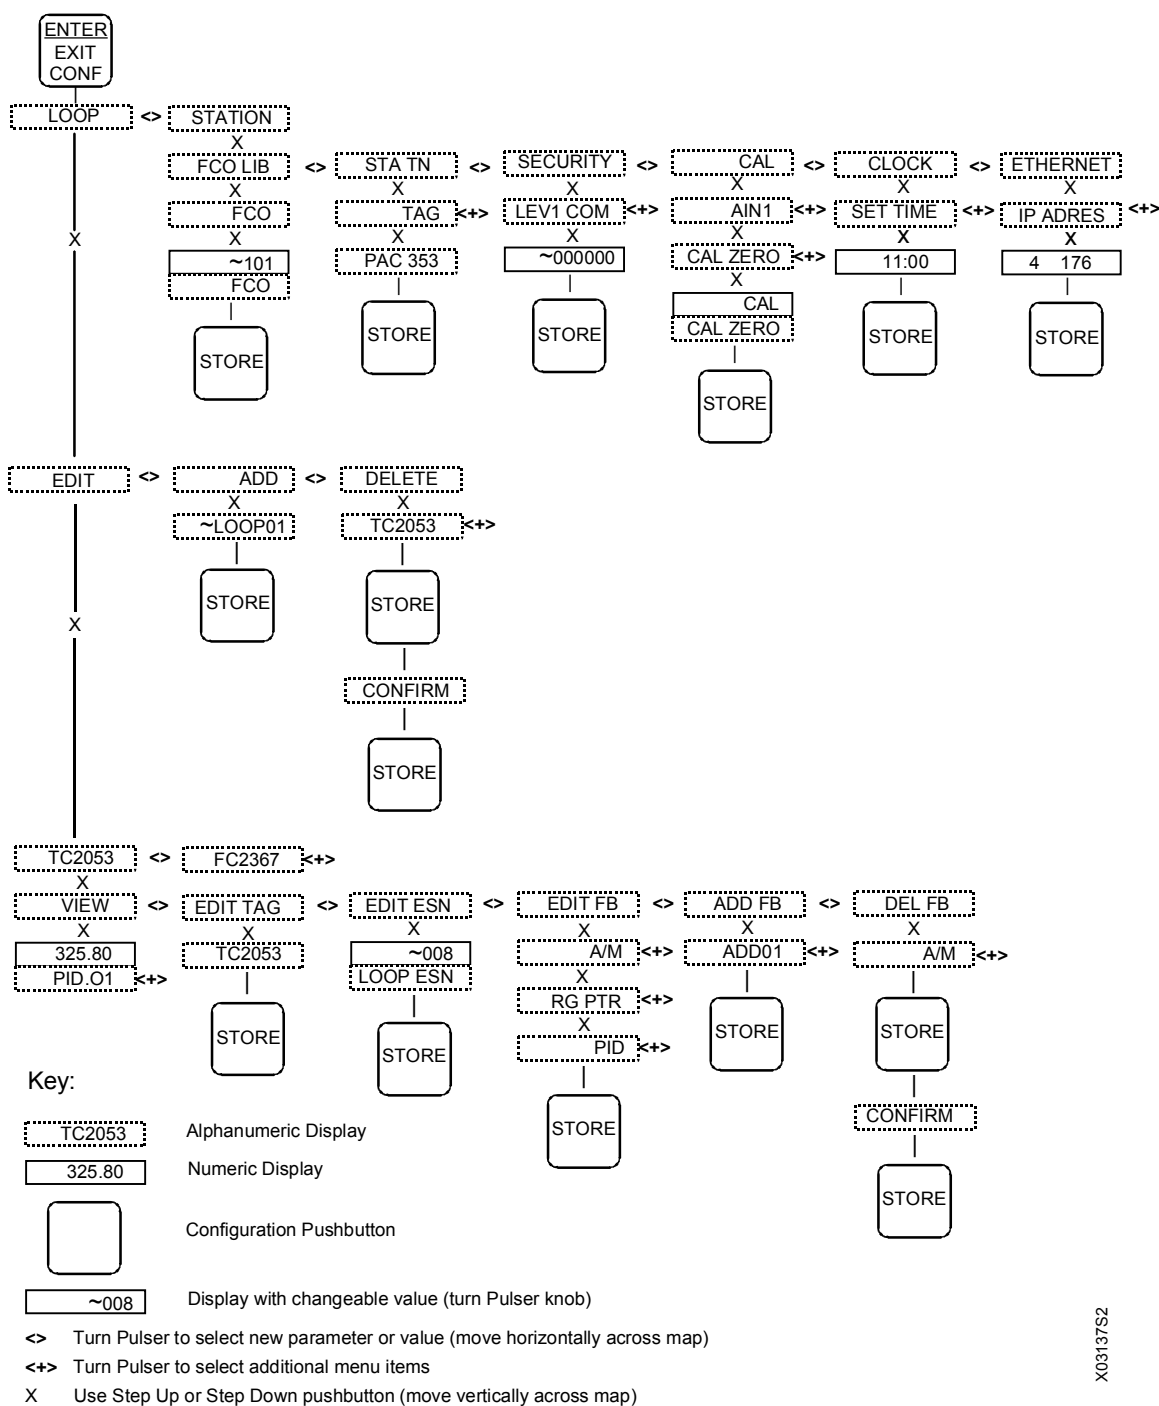 ENTER
EXIT
CONF
LOOP <> STATION
X
FCO LIB <> STA TN <> SECURITY <> CAL <> CLOCK <> ETHERNET
X X X X X X
FCO TAG <+> LEV1 COM <+> AIN1 <+> SET TIME <+> IP ADRES <+>
X X X X X X X
~101 PAC 353 ~000000 CAL ZERO <+> 11:00 4 176
FCO X
CAL
STORE STORE STORE CAL ZERO STORE STORE
STORE
EDIT <> ADD <> DELETE
X X
~LOOP01 TC2053 <+>
STORE STORE
X
CONFIRM
STORE
TC2053 <> FC2367 <+>
X
VIEW <> EDIT TAG <> EDIT ESN <> EDIT FB <> ADD FB <> DEL FB
X X X X X X
325.80 TC2053 ~008 A/M <+> ADD01 <+> A/M <+>
PID.O1 <+> LOOP ESN X
RG PTR <+>
X
STORE STORE PID <+> STORE STORE
STORE CONFIRM
STORE
Key:
TC2053 Alphanumeric Display
325.80 Numeric Display
Configuration Pushbutton
~008 Display with changeable value (turn Pulser knob)
<> Turn Pulser to select new parameter or value (move horizontally across map)
<+> Turn Pulser to select additional menu items
X Use Step Up or Step Down pushbutton (move vertically across map)
X03137S2